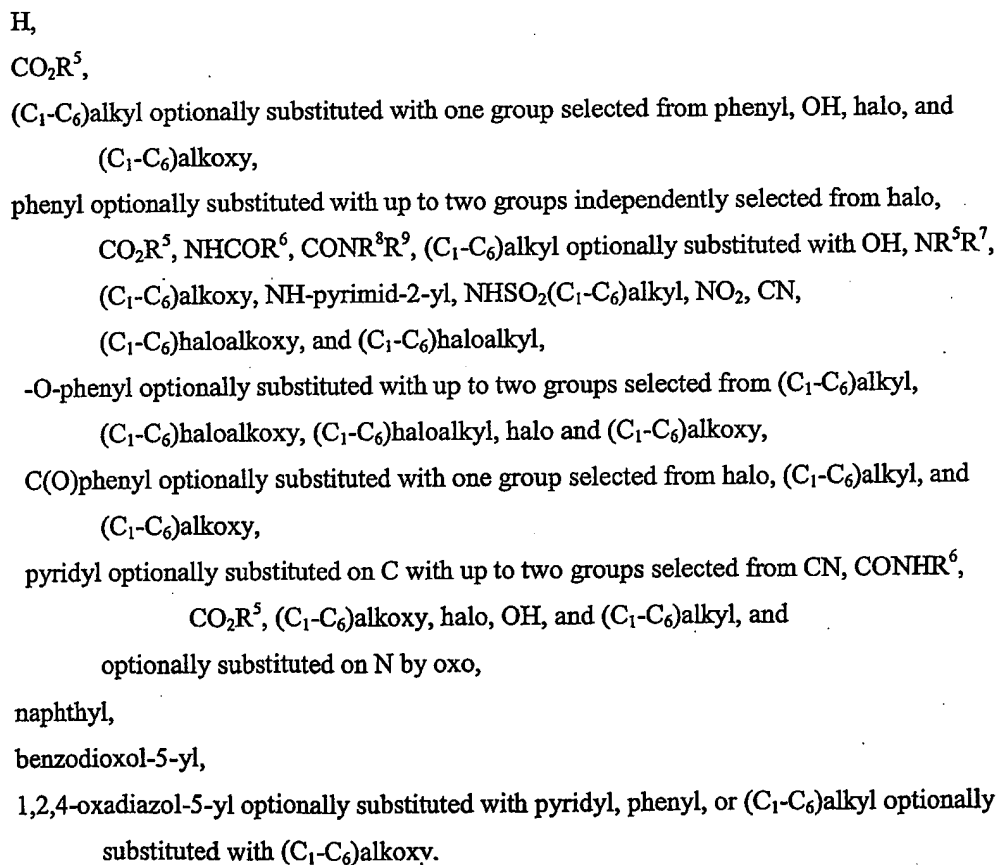 H,
CO₂R⁵,
(C₁-C₆)alkyl optionally substituted with one group selected from phenyl, OH, halo, and
(C₁-C₆)alkoxy,
phenyl optionally substituted with up to two groups independently selected from halo,
CO₂R⁵, NHCOR⁶, CONR⁸R⁹, (C₁-C₆)alkyl optionally substituted with OH, NR⁵R⁷,
(C₁-C₆)alkoxy, NH-pyrimid-2-yl, NHSO₂(C₁-C₆)alkyl, NO₂, CN,
(C₁-C₆)haloalkoxy, and (C₁-C₆)haloalkyl,
-O-phenyl optionally substituted with up to two groups selected from (C₁-C₆)alkyl,
(C₁-C₆)haloalkoxy, (C₁-C₆)haloalkyl, halo and (C₁-C₆)alkoxy,
C(O)phenyl optionally substituted with one group selected from halo, (C₁-C₆)alkyl, and
(C₁-C₆)alkoxy,
pyridyl optionally substituted on C with up to two groups selected from CN, CONHR⁶,
CO₂R⁵, (C₁-C₆)alkoxy, halo, OH, and (C₁-C₆)alkyl, and
optionally substituted on N by oxo,
naphthyl,
benzodioxol-5-yl,
1,2,4-oxadiazol-5-yl optionally substituted with pyridyl, phenyl, or (C₁-C₆)alkyl optionally
substituted with (C₁-C₆)alkoxy.